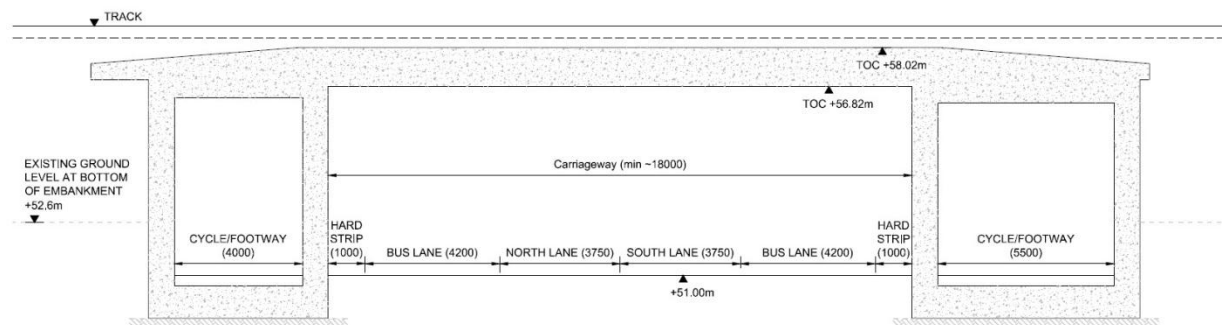 TRACK
TOC +58.02m
TOC +56.82m
Carriageway (min ~18000)
EXISTING GROUND
LEVEL AT BOTTOM
OF EMBANKMENT
+52.6m
CYCLE/FOOTWAY
(4000)
HARD
STRIP
(1000)
BUS LANE (4200)
NORTH LANE (3750)
SOUTH LANE (3750)
BUS LANE (4200)
HARD
STRIP
(1000)
CYCLE/FOOTWAY
(5500)
+51.00m